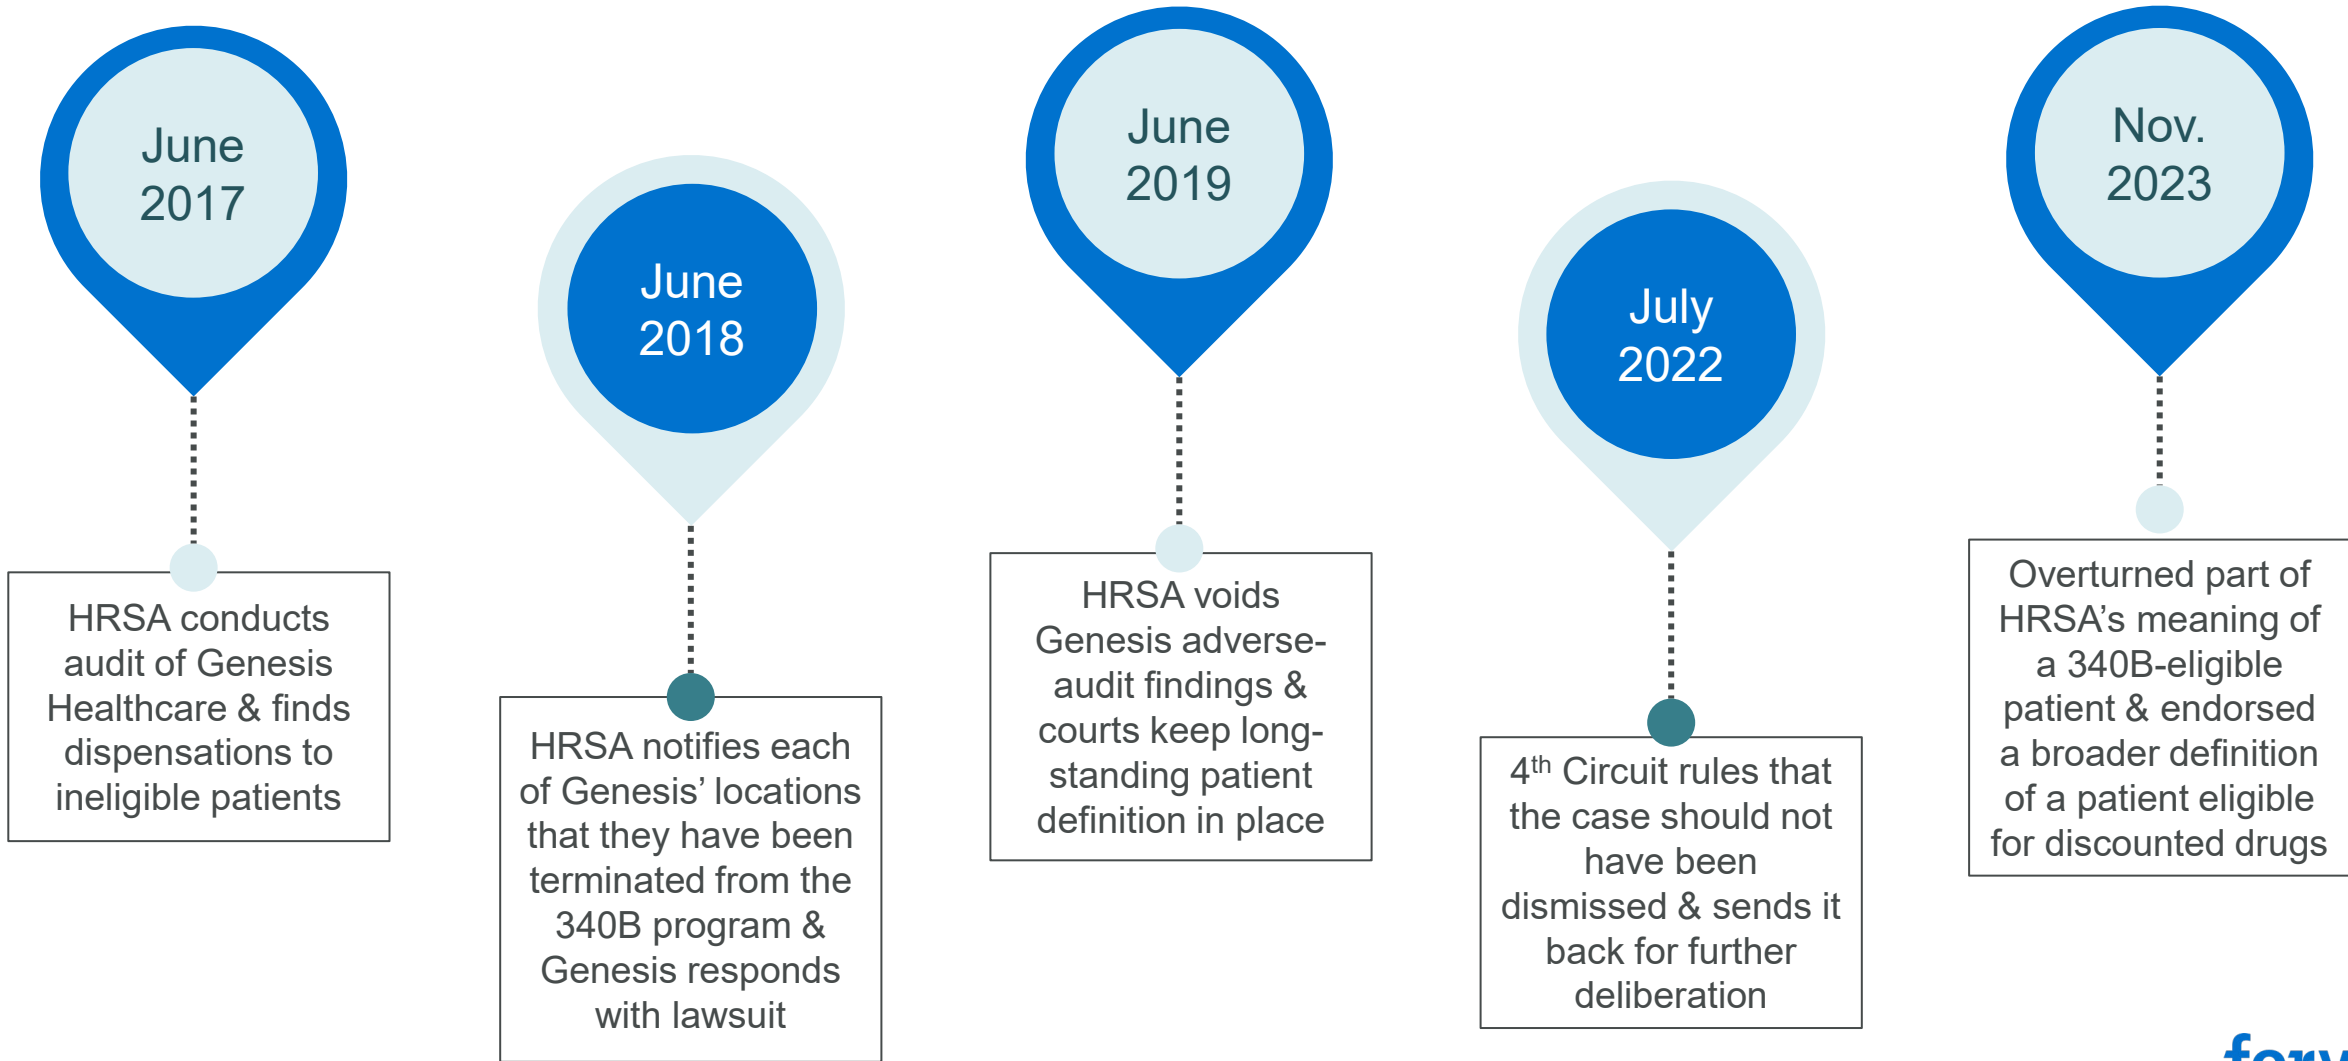 June
2017
HRSA conducts
audit of Genesis
Healthcare & finds
dispensations to
ineligible patients
June
2018
HRSA notifies each
of Genesis’ locations
that they have been
terminated from the
340B program &
Genesis responds
with lawsuit
June
2019
HRSA voids
Genesis adverse-
audit findings &
courts keep long-
standing patient
definition in place
July
2022
4th Circuit rules that
the case should not
have been
dismissed & sends it
back for further
deliberation
Nov.
2023
Overturned part of
HRSA’s meaning of
a 340B-eligible
patient & endorsed
a broader definition
of a patient eligible
for discounted drugs